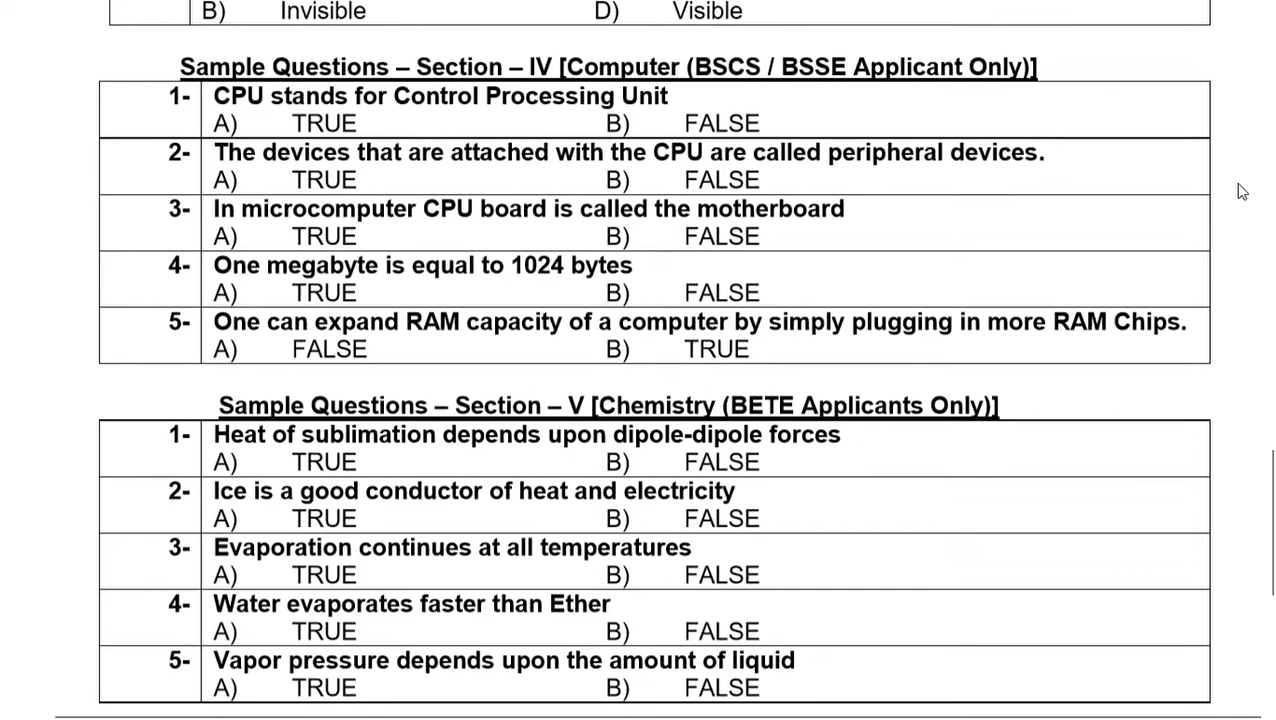 B) Invisible D) Visible
Sample Questions – Section – IV [Computer (BSCS / BSSE Applicant Only)]
1- CPU stands for Control Processing Unit
A) TRUE B) FALSE
2- The devices that are attached with the CPU are called peripheral devices.
A) TRUE B) FALSE
3- In microcomputer CPU board is called the motherboard
A) TRUE B) FALSE
4- One megabyte is equal to 1024 bytes
A) TRUE B) FALSE
5- One can expand RAM capacity of a computer by simply plugging in more RAM Chips.
A) FALSE B) TRUE
Sample Questions – Section – V [Chemistry (BETE Applicants Only)]
1- Heat of sublimation depends upon dipole-dipole forces
A) TRUE B) FALSE
2- Ice is a good conductor of heat and electricity
A) TRUE B) FALSE
3- Evaporation continues at all temperatures
A) TRUE B) FALSE
4- Water evaporates faster than Ether
A) TRUE B) FALSE
5- Vapor pressure depends upon the amount of liquid
A) TRUE B) FALSE